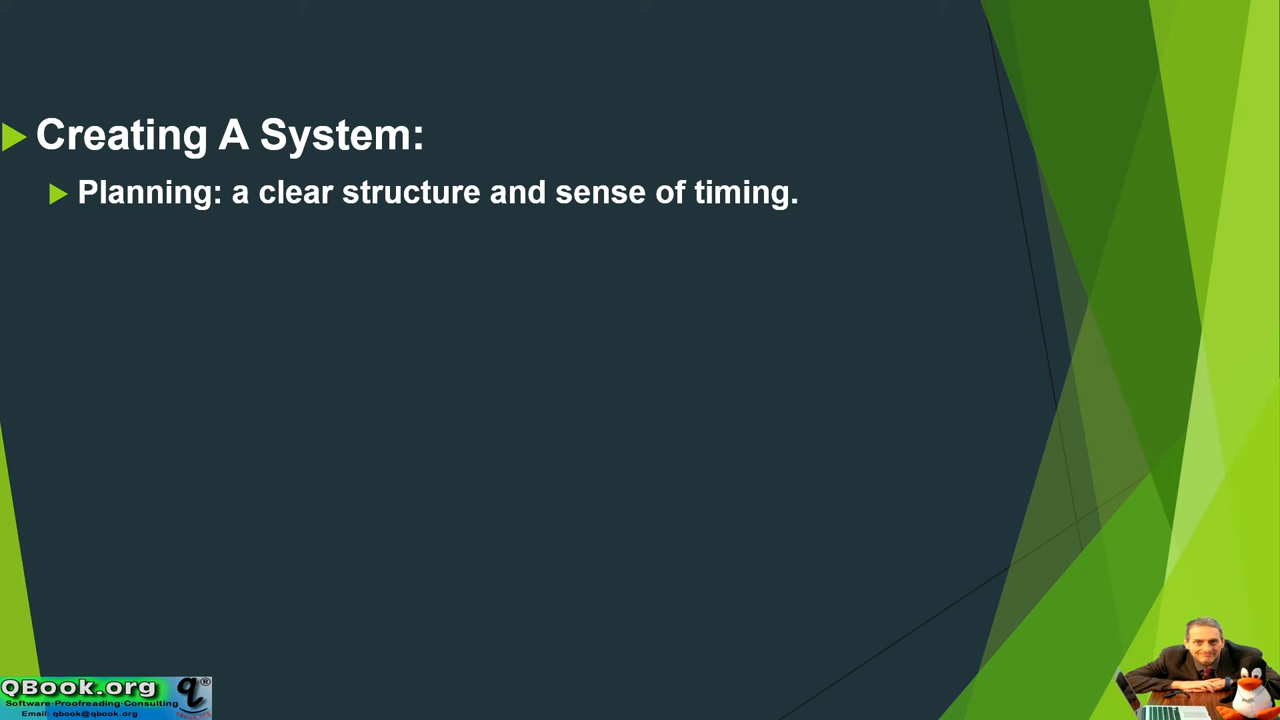 Creating A System:
Planning: a clear structure and sense of timing.
QBook.org q®
Software·Proofreading·Consulting
Email: qbook@qbook.org